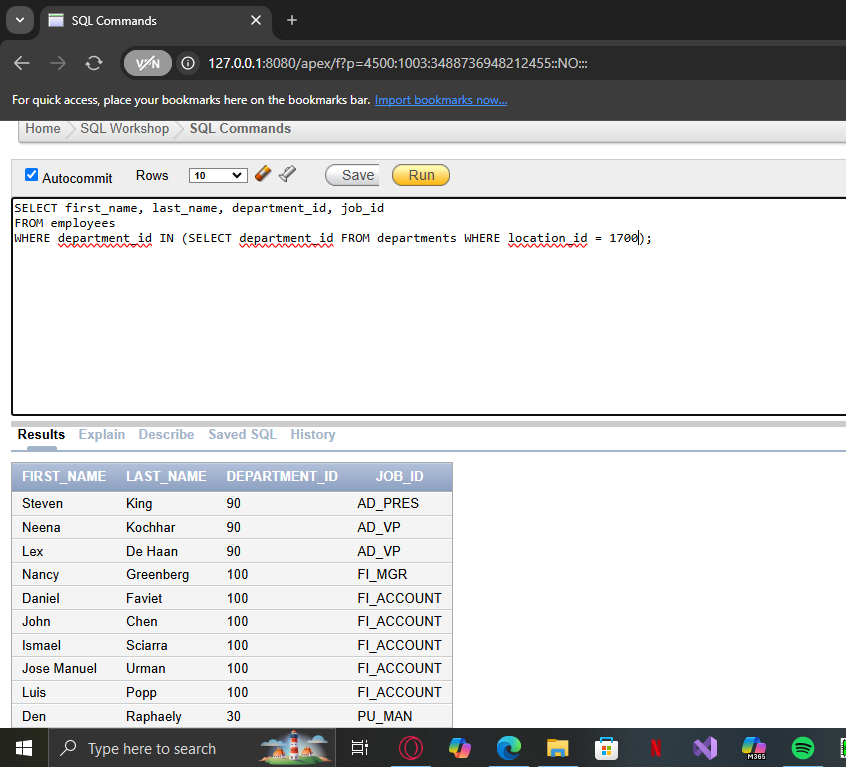 SQL Commands
VPN
127.0.0.1:8080/apex/f?p=4500:1003:3488736948212455::NO:::
For quick access, place your bookmarks here on the bookmarks bar. Import bookmarks now...
Home SQL Workshop SQL Commands
Autocommit Rows 10 Save Run
SELECT first_name, last_name, department_id, job_id
FROM employees
WHERE department_id IN (SELECT department_id FROM departments WHERE location_id = 1700);
Results Explain Describe Saved SQL History
FIRST_NAME LAST_NAME DEPARTMENT_ID JOB_ID
Steven King 90 AD_PRES
Neena Kochhar 90 AD_VP
Lex De Haan 90 AD_VP
Nancy Greenberg 100 FI_MGR
Daniel Faviet 100 FI_ACCOUNT
John Chen 100 FI_ACCOUNT
Ismael Sciarra 100 FI_ACCOUNT
Jose Manuel Urman 100 FI_ACCOUNT
Luis Popp 100 FI_ACCOUNT
Den Raphaely 30 PU_MAN
Type here to search
M365